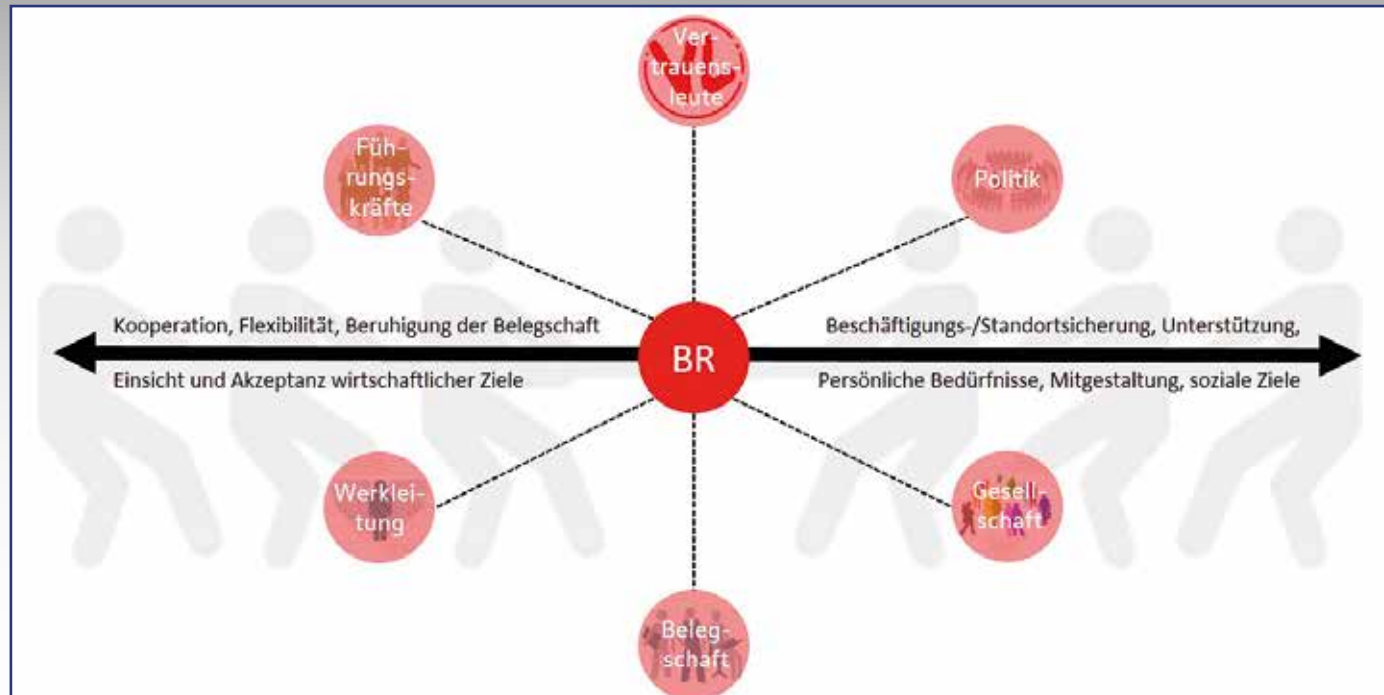 Ver-
trauens-
leute
Füh-
rungs-
kräfte
Politik
Kooperation, Flexibilität, Beruhigung der Belegschaft
Beschäftigungs-/Standortsicherung, Unterstützung,
BR
Einsicht und Akzeptanz wirtschaftlicher Ziele
Persönliche Bedürfnisse, Mitgestaltung, soziale Ziele
Werklei-
tung
Gesell-
schaft
Beleg-
schaft